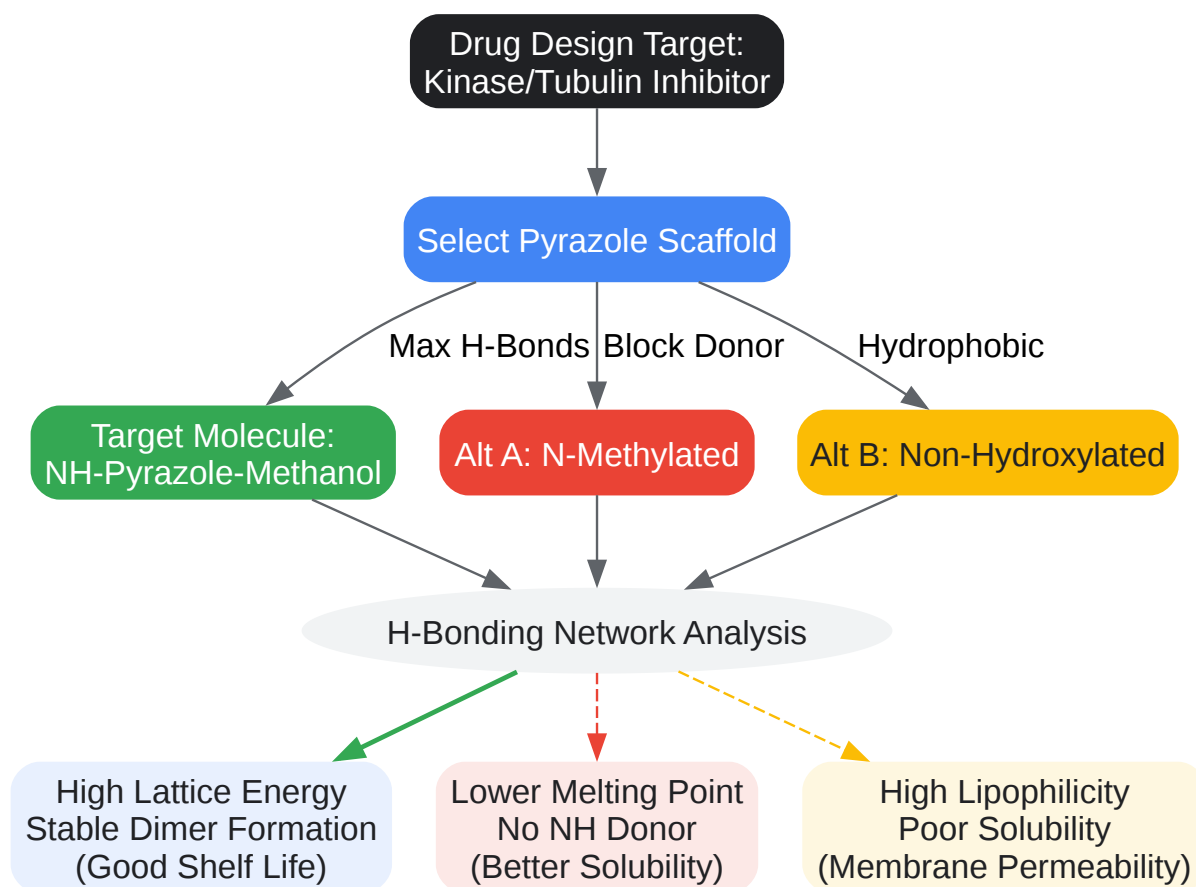 Drug Design Target:
Kinase/Tubulin Inhibitor
Select Pyrazole Scaffold
Max H-Bonds
Block Donor
Hydrophobic
Target Molecule:
NH-Pyrazole-Methanol
Alt A: N-Methylated
Alt B: Non-Hydroxylated
H-Bonding Network Analysis
High Lattice Energy
Stable Dimer Formation
(Good Shelf Life)
Lower Melting Point
No NH Donor
(Better Solubility)
High Lipophilicity
Poor Solubility
(Membrane Permeability)